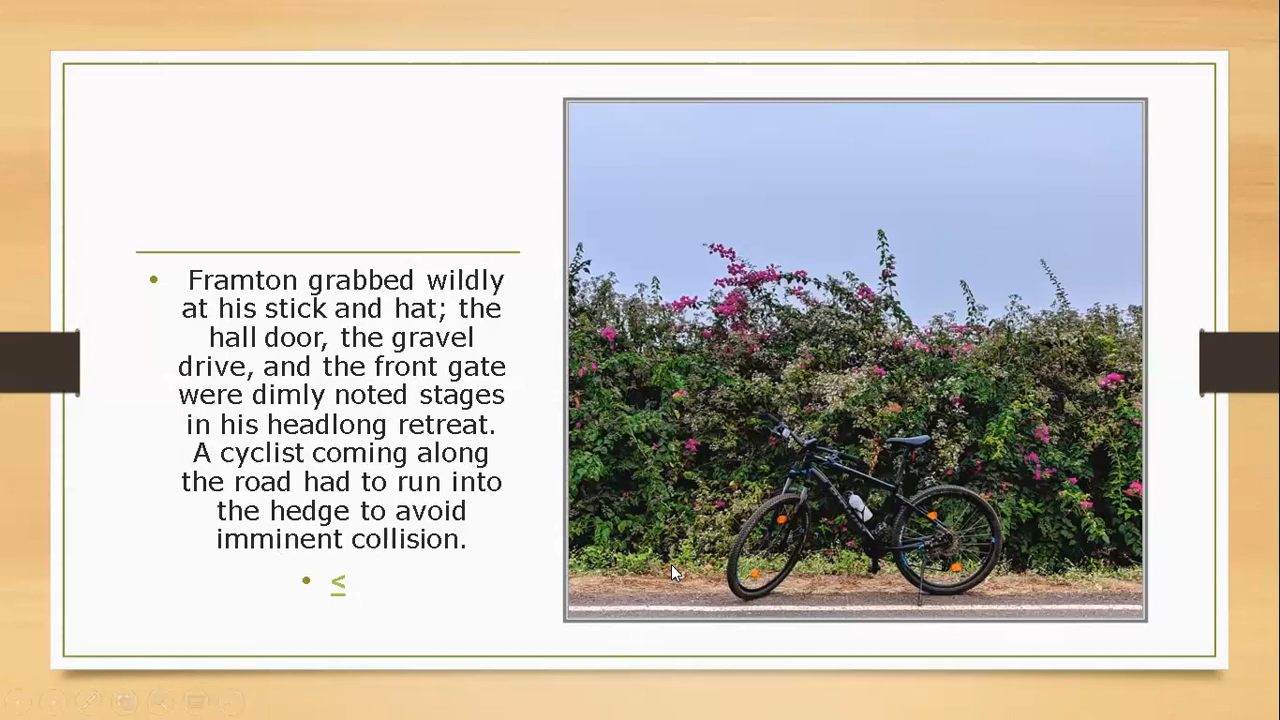 Framton grabbed wildly
at his stick and hat; the
hall door, the gravel
drive, and the front gate
were dimly noted stages
in his headlong retreat.
A cyclist coming along
the road had to run into
the hedge to avoid
imminent collision.
<